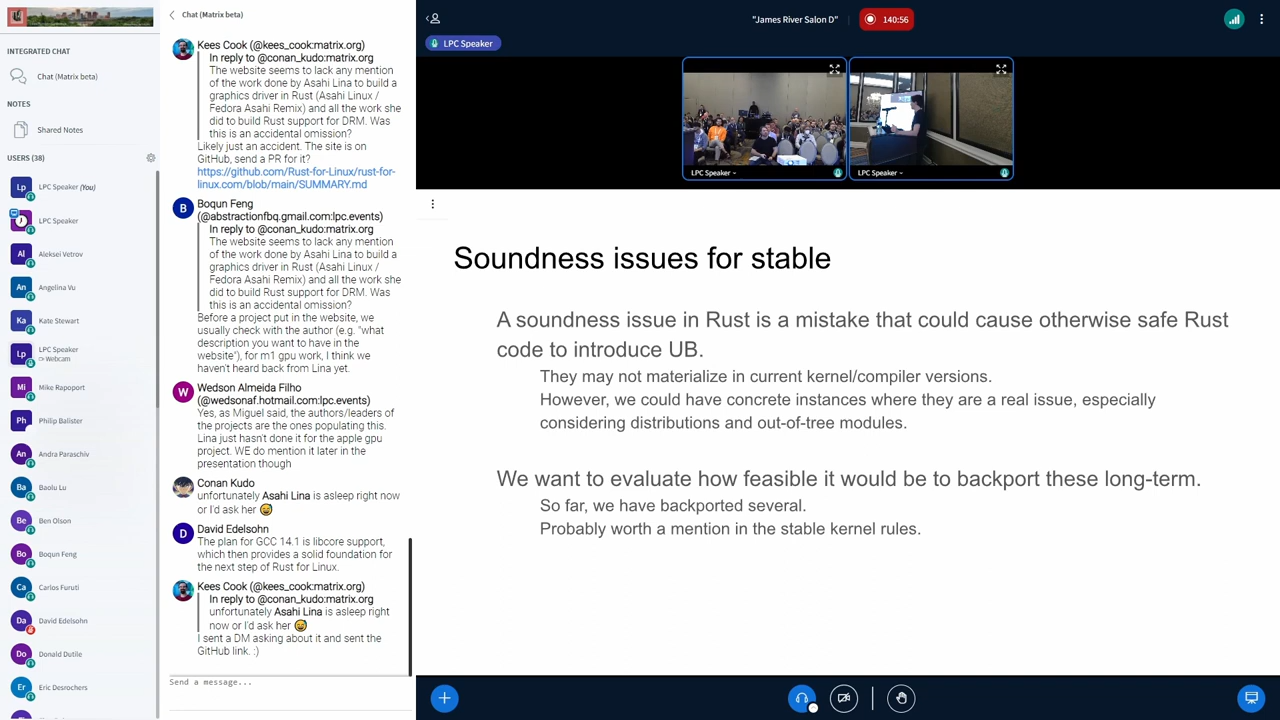 INTEGRATED CHAT
Chat (Matrix beta)
NOTES
Shared Notes
USERS (38)
Lp LPC Speaker (You)
LPC Speaker
Al Aleksei Vetrov
An Angelina Vu
Ka Kate Stewart
Lp LPC Speaker
Webcam
Mi Mike Rapoport
Ph Philip Balister
An Andra Paraschiv
Ba Baolu Lu
Be Ben Olson
Bo Boqun Feng
Ca Carlos Furuti
Da David Edelsohn
Do Donald Dutile
Er Eric Desrochers
Chat (Matrix beta)
Kees Cook (@kees_cook:matrix.org)
In reply to @conan_kudo:matrix.org
The website seems to lack any mention
of the work done by Asahi Lina to build a
graphics driver in Rust (Asahi Linux /
Fedora Asahi Remix) and all the work she
did to build Rust support for DRM. Was
this an accidental omission?
Likely just an accident. The site is on
GitHub, send a PR for it?
https://github.com/Rust-for-Linux/rust-for-
linux.com/blob/main/SUMMARY.md
B Boqun Feng
(@abstractionfbq.gmail.com:lpc.events)
In reply to @conan_kudo:matrix.org
The website seems to lack any mention
of the work done by Asahi Lina to build a
graphics driver in Rust (Asahi Linux /
Fedora Asahi Remix) and all the work she
did to build Rust support for DRM. Was
this an accidental omission?
Before a project put in the website, we
usually check with the author (e.g. "what
description you want to have in the
website"), for m1 gpu work, I think we
haven't heard back from Lina yet.
W Wedson Almeida Filho
(@wedsonaf.hotmail.com:lpc.events)
Yes, as Miguel said, the authors/leaders of
the projects are the ones populating this.
Lina just hasn't done it for the apple gpu
project. WE do mention it later in the
presentation though
Conan Kudo
unfortunately Asahi Lina is asleep right now
or I'd ask her 😅
D David Edelsohn
The plan for GCC 14.1 is libcore support,
which then provides a solid foundation for
the next step of Rust for Linux.
Kees Cook (@kees_cook:matrix.org)
In reply to @conan_kudo:matrix.org
unfortunately Asahi Lina is asleep right
now or I'd ask her 😅
I sent a DM asking about it and sent the
GitHub link. :)
Send a message...
"James River Salon D"
140:56
LPC Speaker
LPC Speaker
LPC Speaker
Soundness issues for stable
A soundness issue in Rust is a mistake that could cause otherwise safe Rust
code to introduce UB.
They may not materialize in current kernel/compiler versions.
However, we could have concrete instances where they are a real issue, especially
considering distributions and out-of-tree modules.
We want to evaluate how feasible it would be to backport these long-term.
So far, we have backported several.
Probably worth a mention in the stable kernel rules.